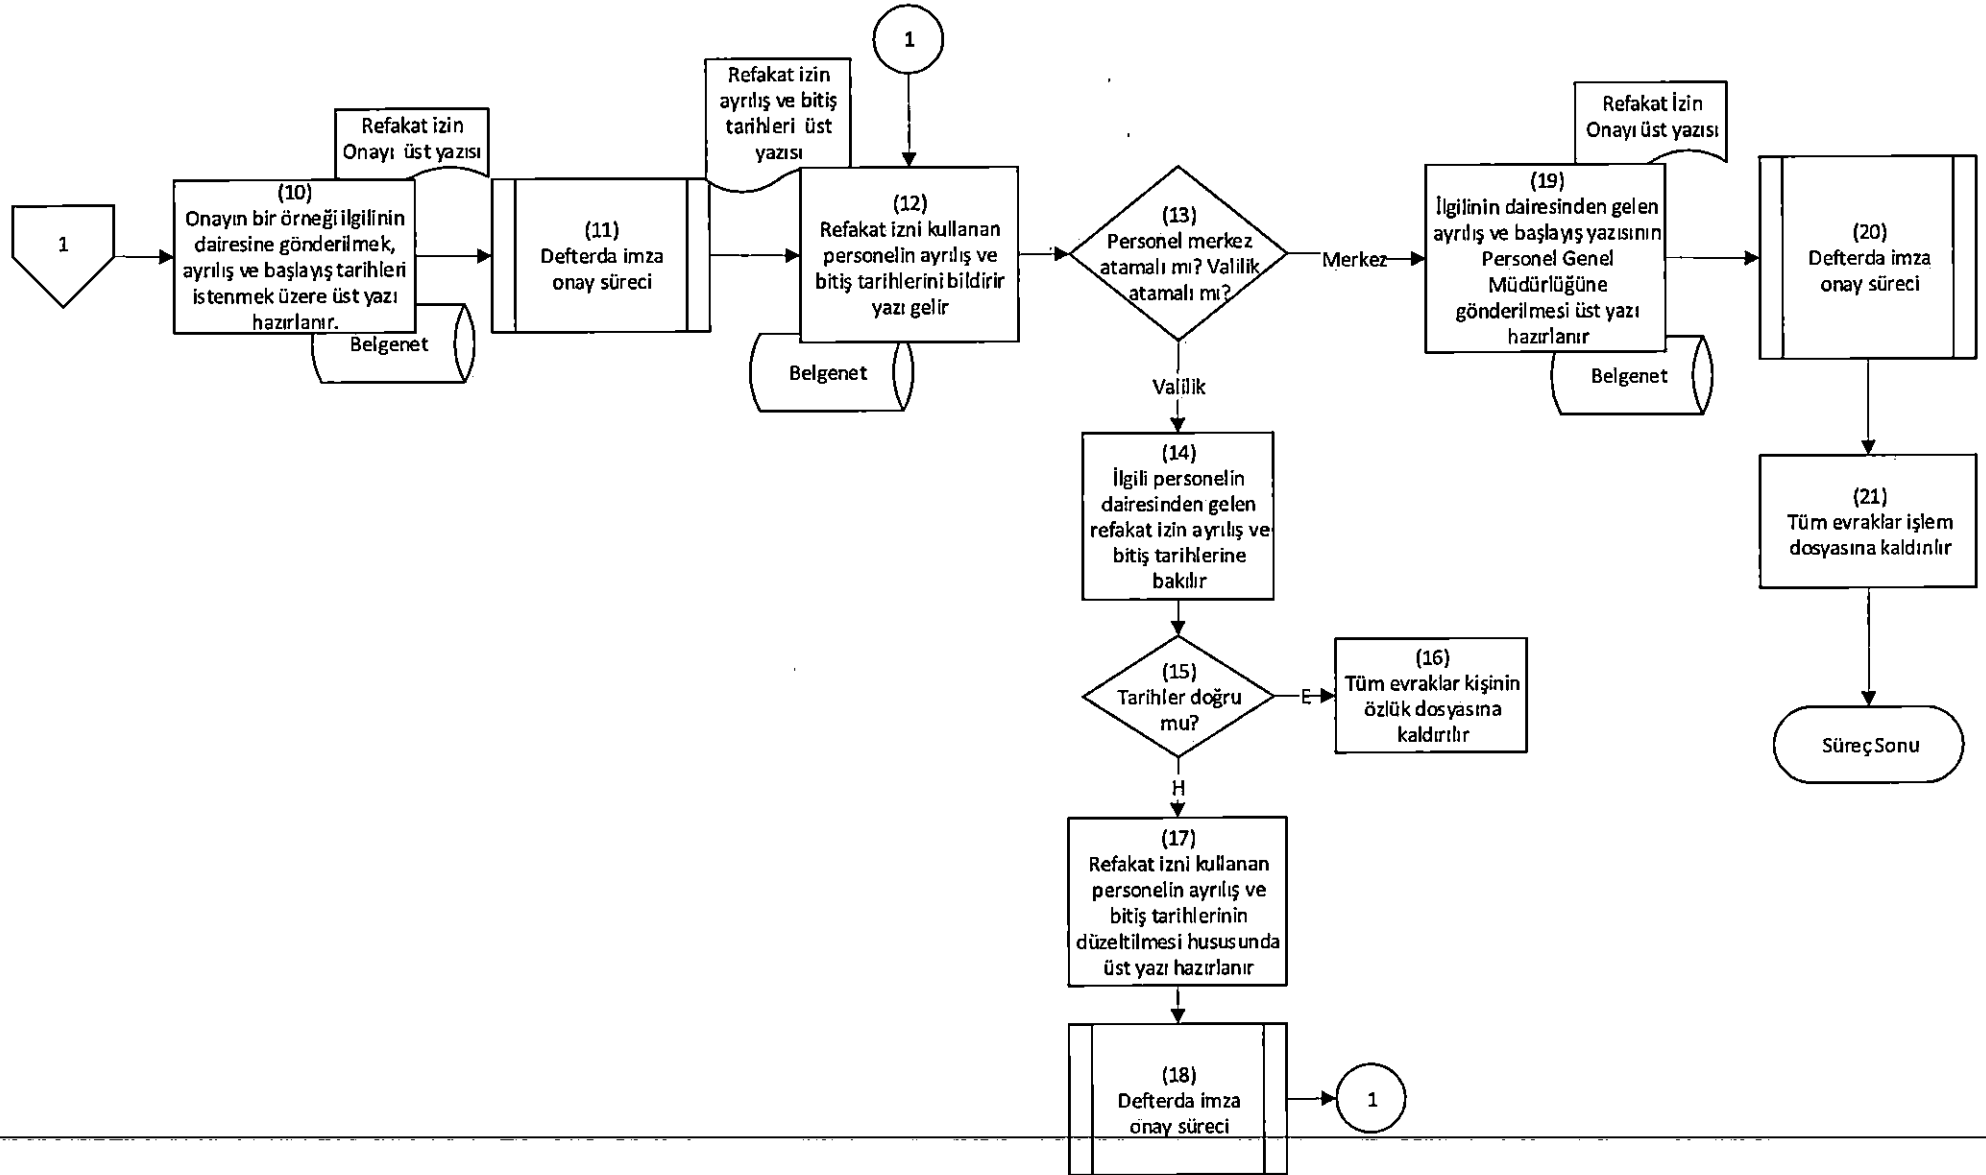 1
Refakat izin
Onayı üst yazısı
(10)
Onayın bir örneği ilgilinin
dairesine gönderilmek,
ayrılış ve başlayış tarihleri
istenmek üzere üst yazı
hazırlanır.
Belgenet
(11)
Defterda imza
onay süreci
Refakat izin
ayrılış ve bitiş
tarihleri üst
yazısı
1
(12)
Refakat izni kullanan
personelin ayrılış ve
bitiş tarihlerini bildirir
yazı gelir
Belgenet
(13)
Personel merkez
atamalı mı? Valilik
atamalı mı?
Merkez
Valilik
(14)
İlgili personelin
dairesinden gelen
refakat izin ayrılış ve
bitiş tarihlerine
bakılır
(15)
Tarihler doğru
mu?
E
(16)
Tüm evraklar kişinin
özlük dosyasına
kaldırılır
H
(17)
Refakat izni kullanan
personelin ayrılış ve
bitiş tarihlerinin
düzeltilmesi hususunda
üst yazı hazırlanır
(18)
Defterda imza
onay süreci
1
Refakat İzin
Onayı üst yazısı
(19)
İlgilinin dairesinden gelen
ayrılış ve başlayış yazısının
Personel Genel
Müdürlüğüne
gönderilmesi üst yazı
hazırlanır
Belgenet
(20)
Defterda imza
onay süreci
(21)
Tüm evraklar işlem
dosyasına kaldırılır
Süreç Sonu